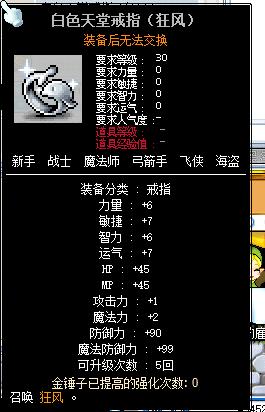 白色天堂戒指（狂风）
装备后无法交换
要求等级： 30
要求力量： 0
要求敏捷： 0
要求智力： 0
要求运气： 0
要求人气度： -
道具等级： -
道具经验值： -
新手 战士 魔法师 弓箭手 飞侠 海盗
装备分类 ： 戒指
力量 ： +6
敏捷 ： +7
智力 ： +6
运气 ： +7
HP ： +45
MP ： +45
攻击力 ： +1
魔法力 ： +2
防御力 ： +90
魔法防御力 ： +99
可升级次数 ： 5回
金锤子已提高的强化次数: 0
召唤 狂风 。